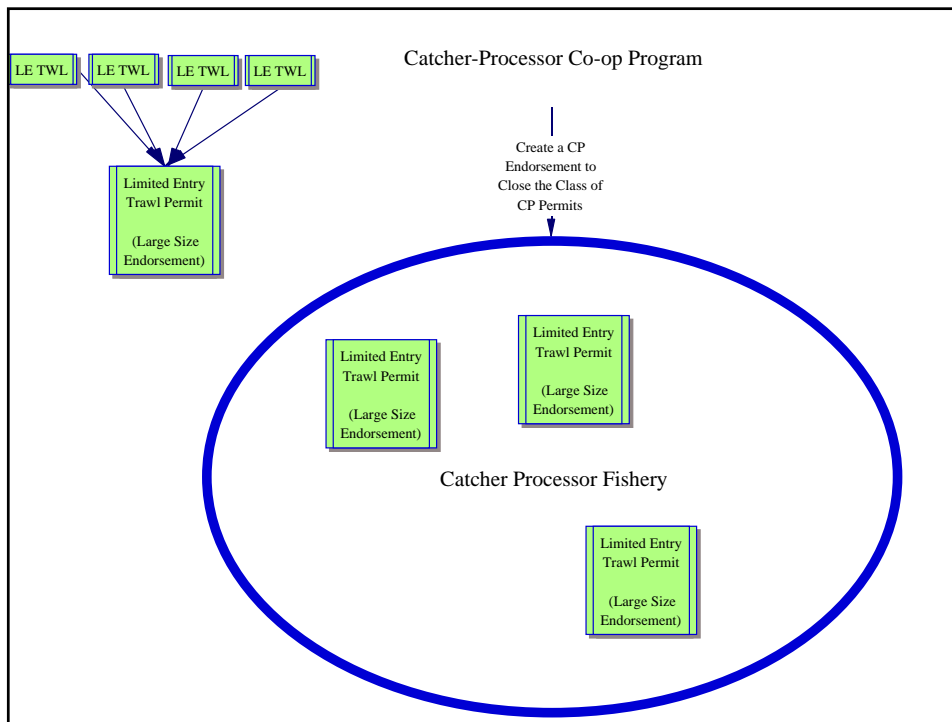 Catcher-Processor Co-op Program
LE TWL
LE TWL
LE TWL
LE TWL
Limited Entry
Trawl Permit
(Large Size
Endorsement)
Create a CP
Endorsement to
Close the Class of
CP Permits
Limited Entry
Trawl Permit
(Large Size
Endorsement)
Limited Entry
Trawl Permit
(Large Size
Endorsement)
Catcher Processor Fishery
Limited Entry
Trawl Permit
(Large Size
Endorsement)